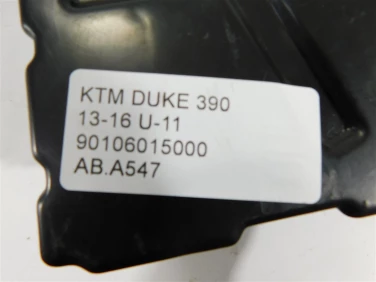 KTM DUKE 390
13-16 U-11
90106015000
AB.A547